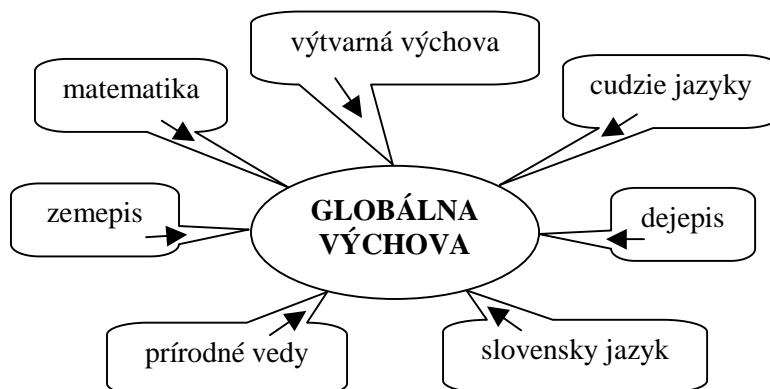 výtvarná výchova
matematika
cudzie jazyky
zemepis
GLOBÁLNA
VÝCHOVA
dejepis
prírodné vedy
slovensky jazyk